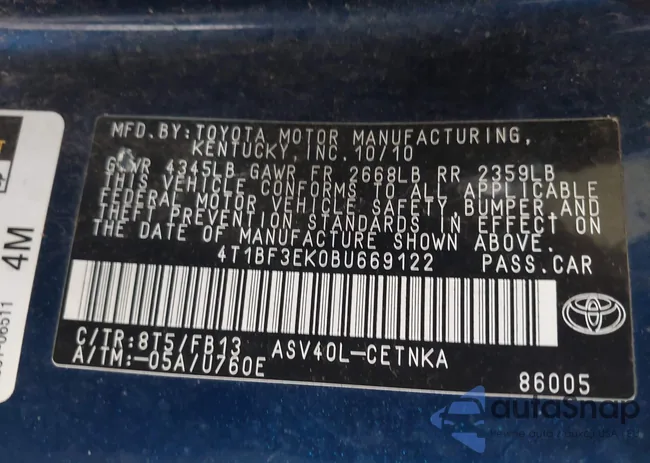 MFD.BY:TOYOTA MOTOR MANUFACTURING,
KENTUCKY, INC.10/10
GVWR 4345LB GAWR FR 2668LB RR 2359LB
THIS VEHICLE CONFORMS TO ALL APPLICABLE
FEDERAL MOTOR VEHICLE SAFETY,BUMPER,AND
THEFT PREVENTION STANDARDS IN EFFECT ON
THE DATE OF MANUFACTURE SHOWN ABOVE.
4T1BF3EK0BU669122 PASS.CAR
C/TR:8T5/FB13 ASV40L-CETNKA
A/TM:-05A/U760E
86005
TOYOTA
4M
06511
autoSnap